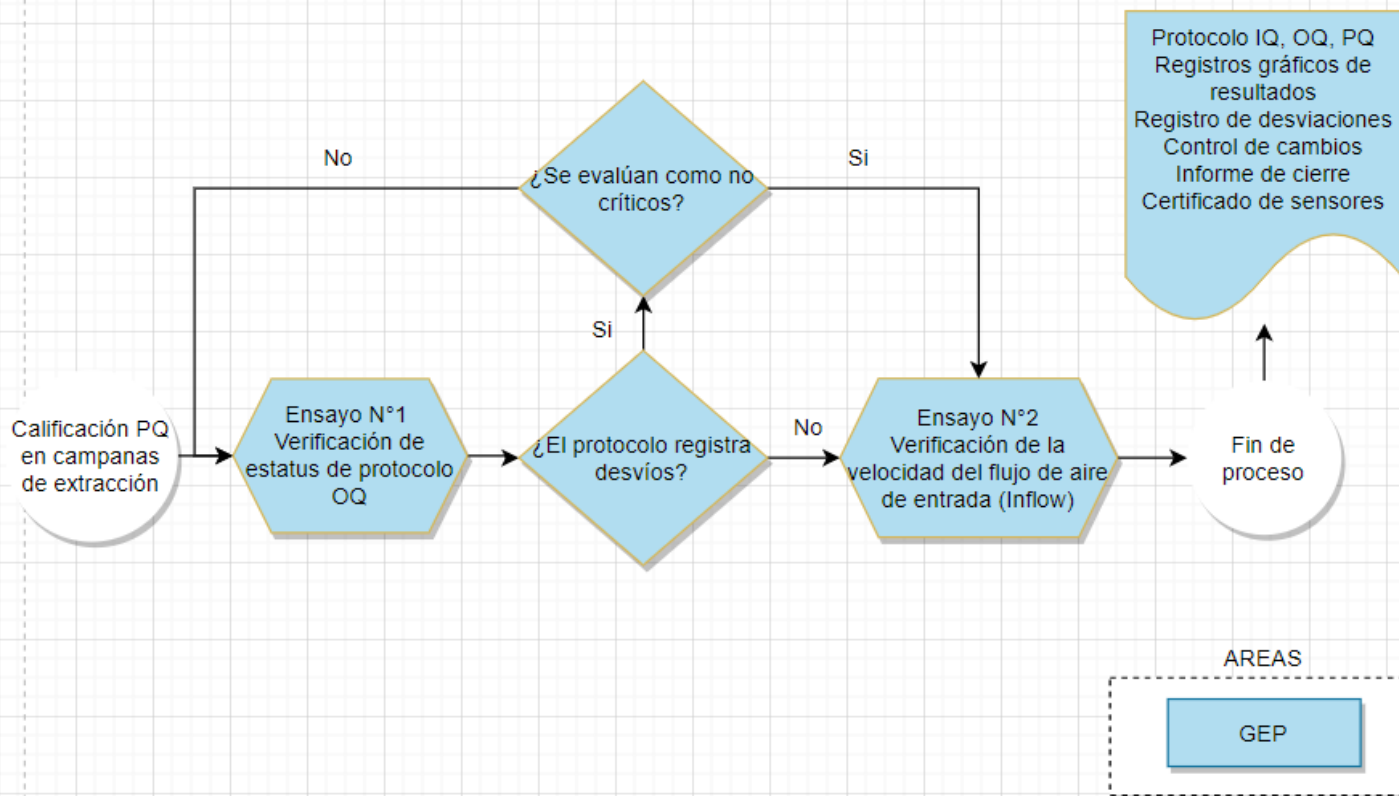 Protocolo IQ, OQ, PQ
Registros gráficos de
resultados
Registro de desviaciones
Control de cambios
Informe de cierre
Certificado de sensores
No
¿Se evalúan como no
críticos?
Si
Si
Calificación PQ
en campanas
de extracción
Ensayo N°1
Verificación de
estatus de protocolo
OQ
¿El protocolo registra
desvíos?
No
Ensayo N°2
Verificación de la
velocidad del flujo de aire
de entrada (Inflow)
Fin de
proceso
AREAS
GEP